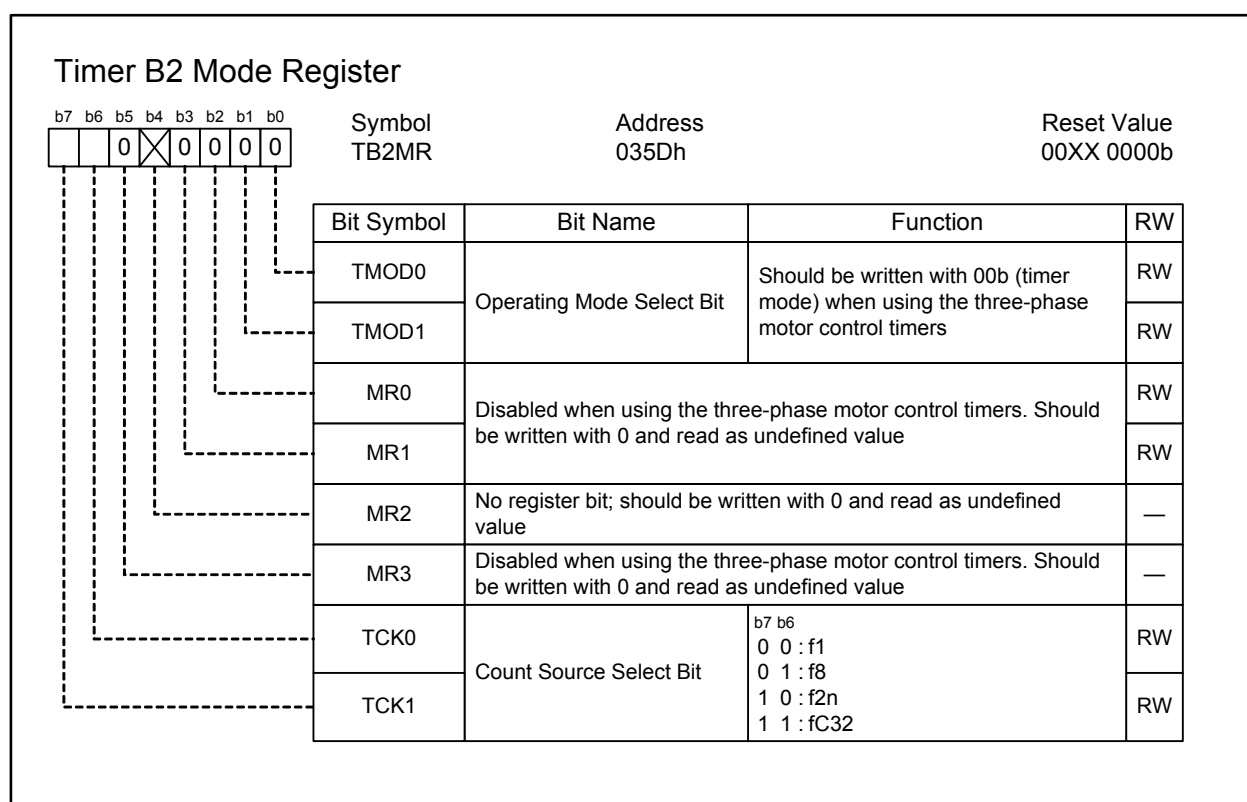 Timer B2 Mode Register
b7 b6 b5 b4 b3 b2 b1 b0
0 0 0 0 0
Symbol Address Reset Value
TB2MR 035Dh 00XX 0000b
Bit Symbol Bit Name Function RW
TMOD0 RW
Operating Mode Select Bit
Should be written with 00b (timer
mode) when using the three-phase
motor control timers
TMOD1 RW
MR0 RW
Disabled when using the three-phase motor control timers. Should
be written with 0 and read as undefined value
MR1 RW
MR2
No register bit; should be written with 0 and read as undefined
value
—
MR3
Disabled when using the three-phase motor control timers. Should
be written with 0 and read as undefined value
—
TCK0 RW
Count Source Select Bit
b7 b6
0 0 : f1
0 1 : f8
1 0 : f2n
1 1 : fC32
TCK1 RW